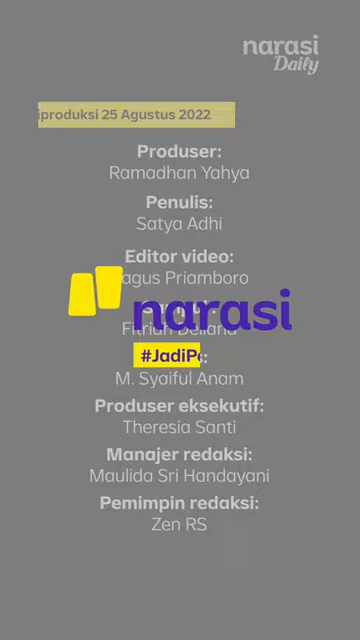 narasi
Daily
iproduksi 25 Agustus 2022
Produser:
Ramadhan Yahya
Penulis:
Satya Adhi
Editor video:
agus Priamboro
narasi
#JadiPe
M. Syaiful Anam
Produser eksekutif:
Theresia Santi
Manajer redaksi:
Maulida Sri Handayani
Pemimpin redaksi:
Zen RS